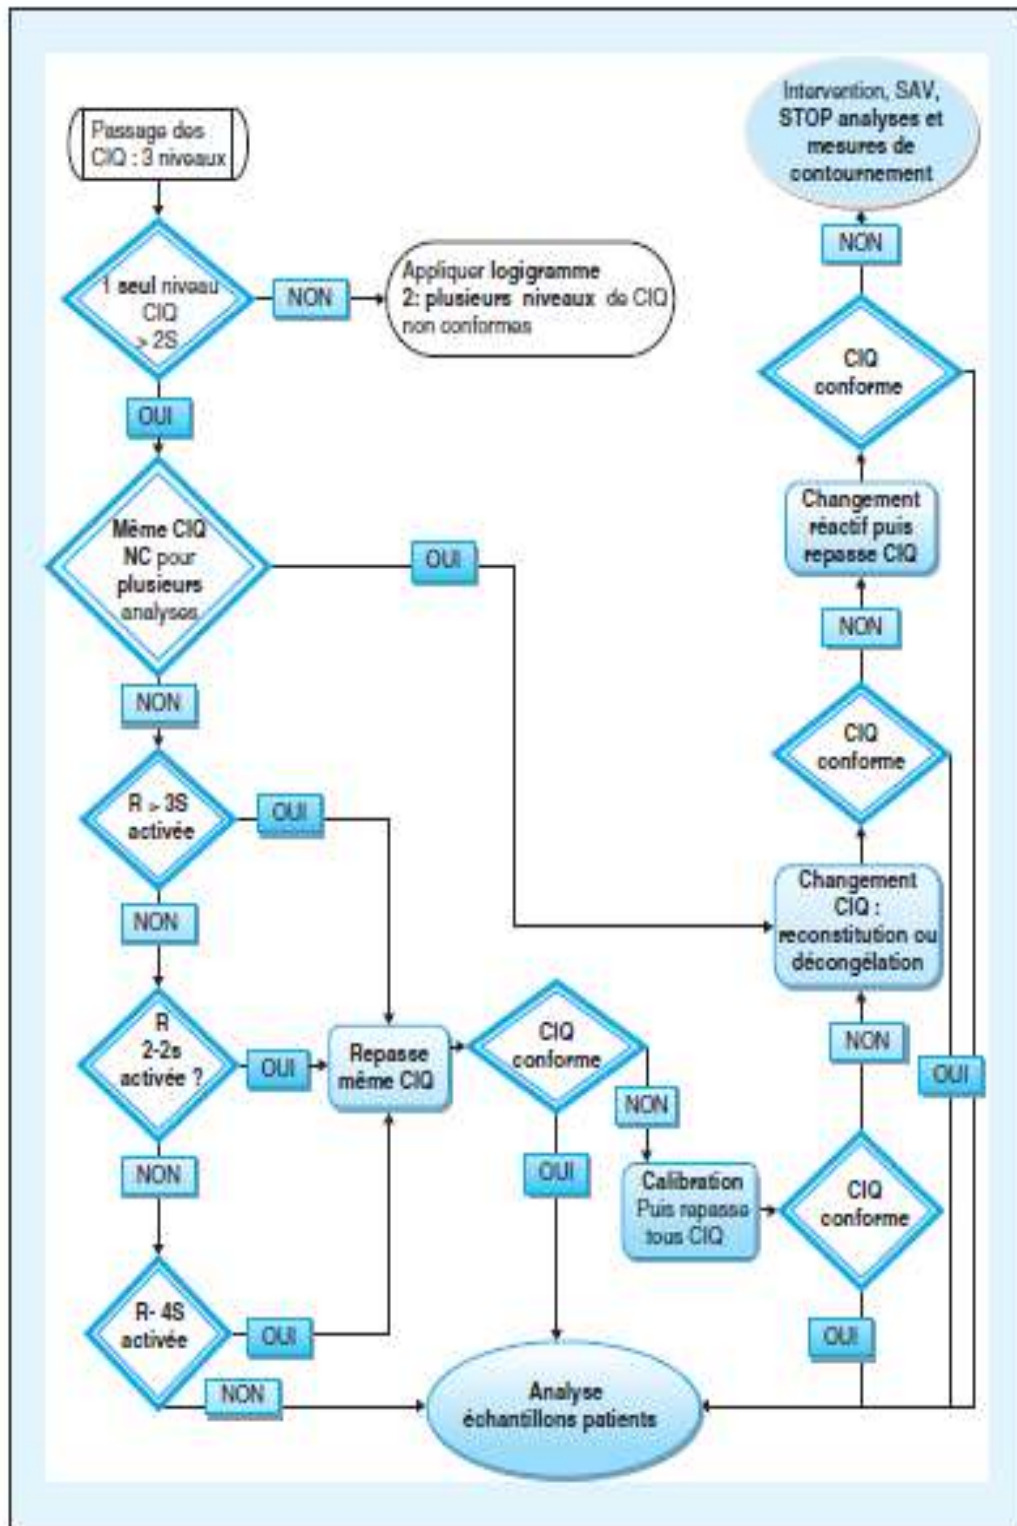 Passage des
CIQ : 3 niveaux
1 seul niveau
CIQ
> 2S
NON
Appliquer logigramme
2: plusieurs niveaux de CIQ
non conformes
OUI
Même CIQ
NC pour
plusieurs
analyses
OUI
NON
R > 3S
activée
OUI
NON
R
2-2s
activée ?
OUI
NON
R- 4S
activée
OUI
NON
Repasse
même CIQ
CIQ
conforme
OUI
NON
Calibration
Puis repasse
tous CIQ
CIQ
conforme
OUI
NON
Changement
CIQ :
reconstitution ou
décongélation
CIQ
conforme
OUI
NON
Changement
réactif puis
repasse CIQ
CIQ
conforme
NON
Intervention, SAV,
STOP analyses et
mesures de
contournement
Analyse
échantillons patients